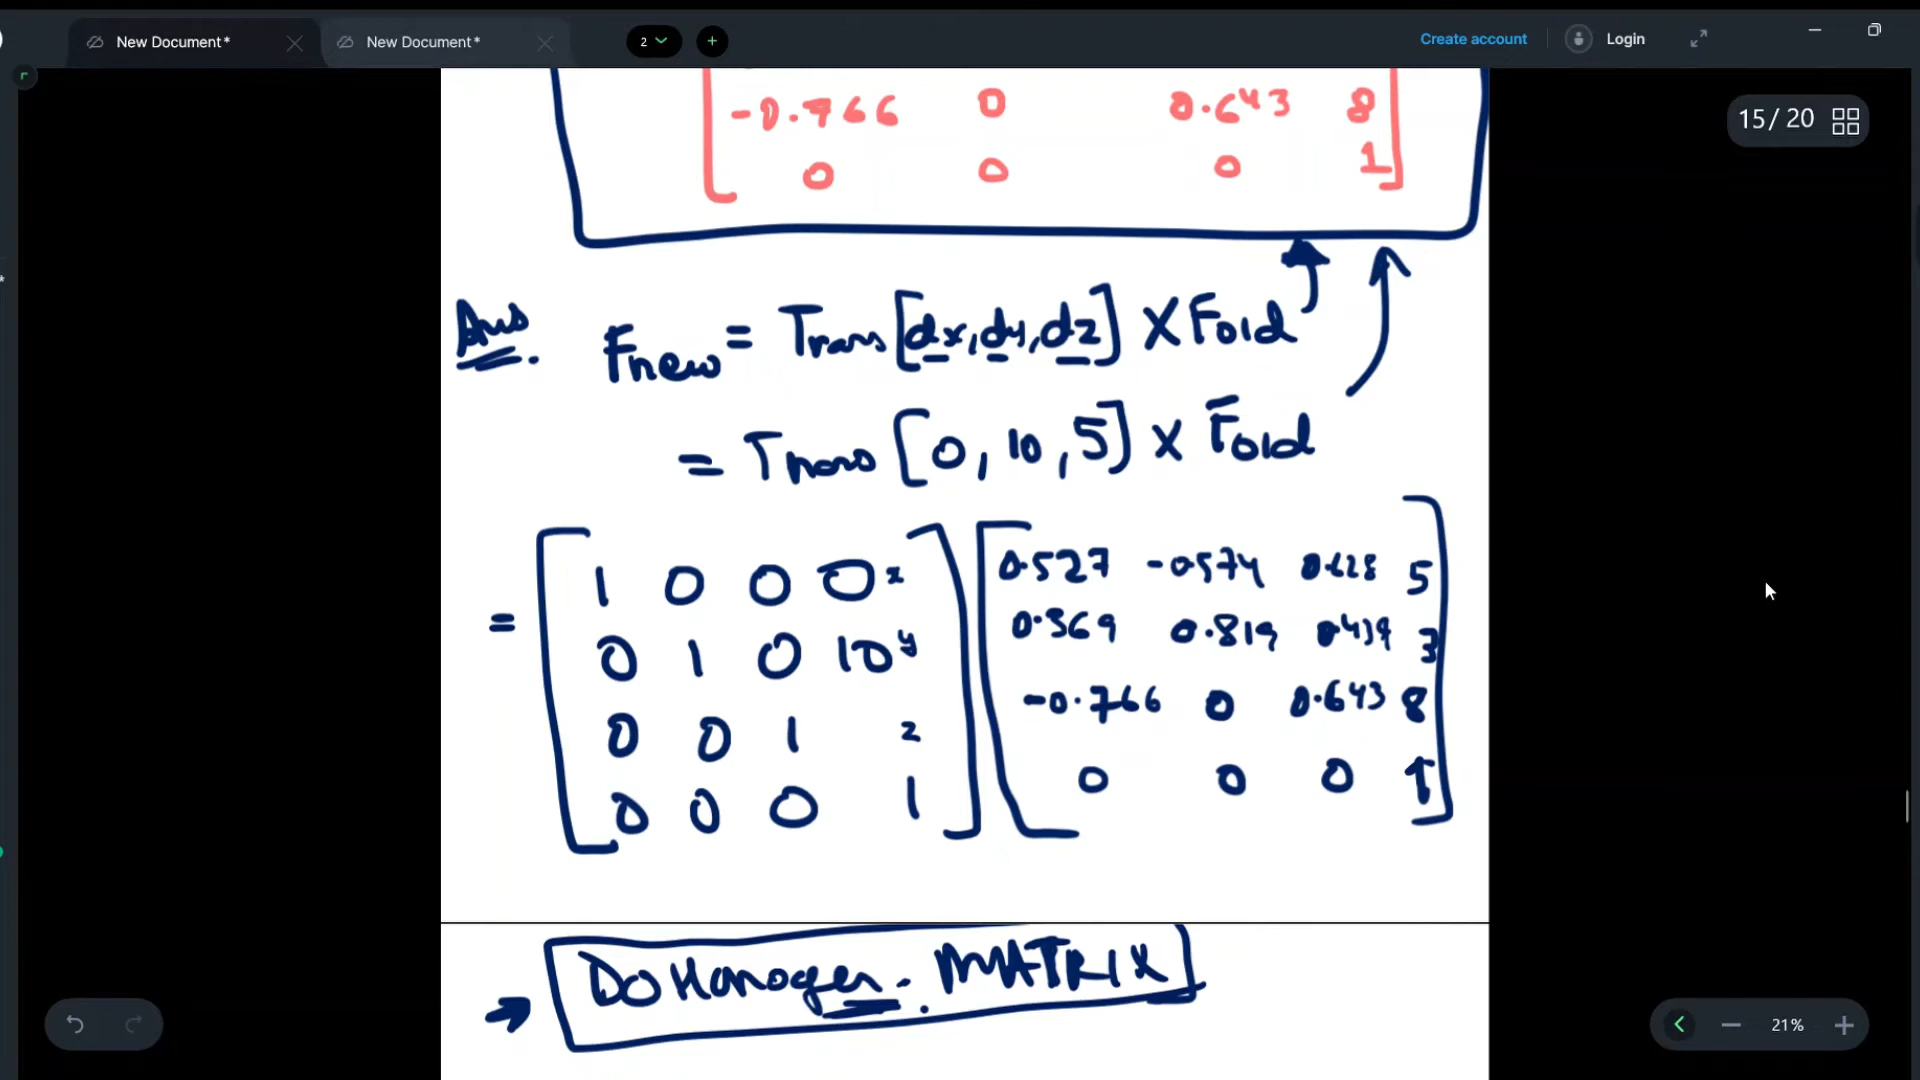 New Document* New Document* 2 Create account Login
15/ 20
-0.766 0 0.643 8
0 0 0 1
Ans. Fnew = Trans[dx,dy,dz] X Fold
= Trans[0, 10, 5] X Fold
= [1 0 0 0 x] [0.527 -0.574 0.628 5]
[0 1 0 10 y] [0.369 0.819 0.439 3]
[0 0 1 z] [-0.766 0 0.643 8]
[0 0 0 1] [0 0 0 1]
→ DO Homogen. MATRIX
21%